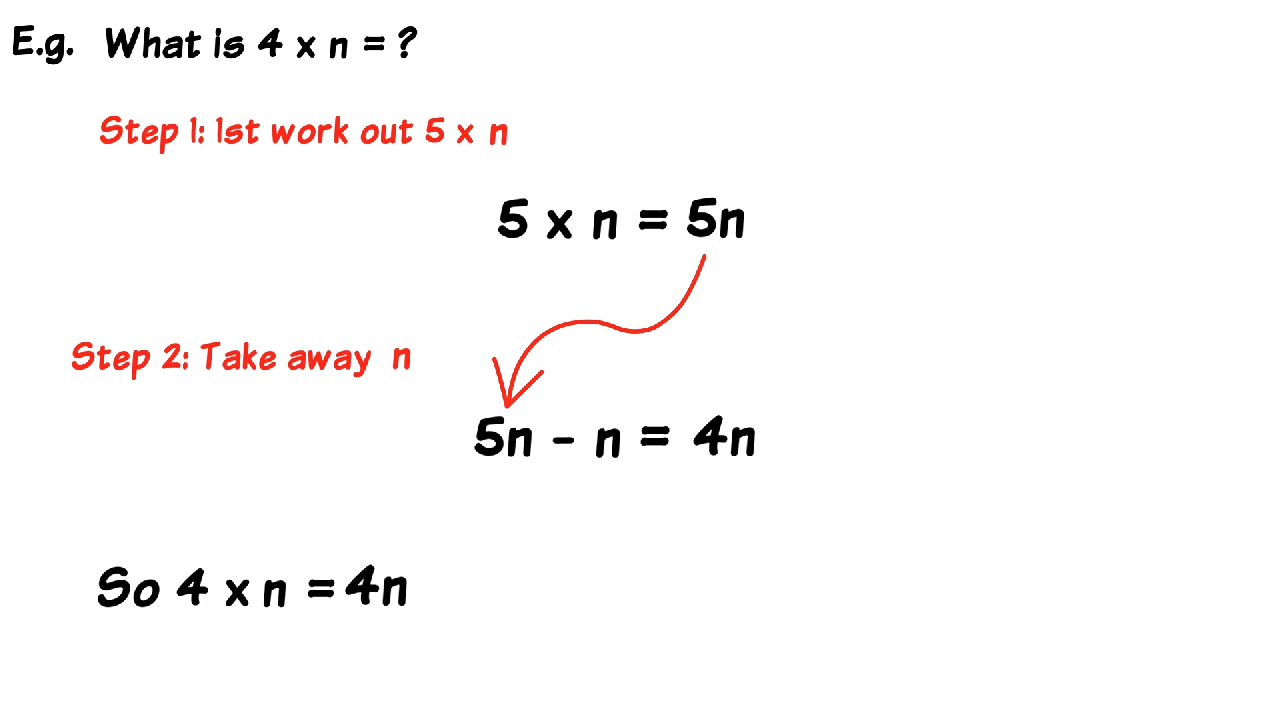 E.g. What is 4 x n = ?
Step 1: 1st work out 5 x n
5 x n = 5n
Step 2: Take away n
5n - n = 4n
So 4 x n = 4n